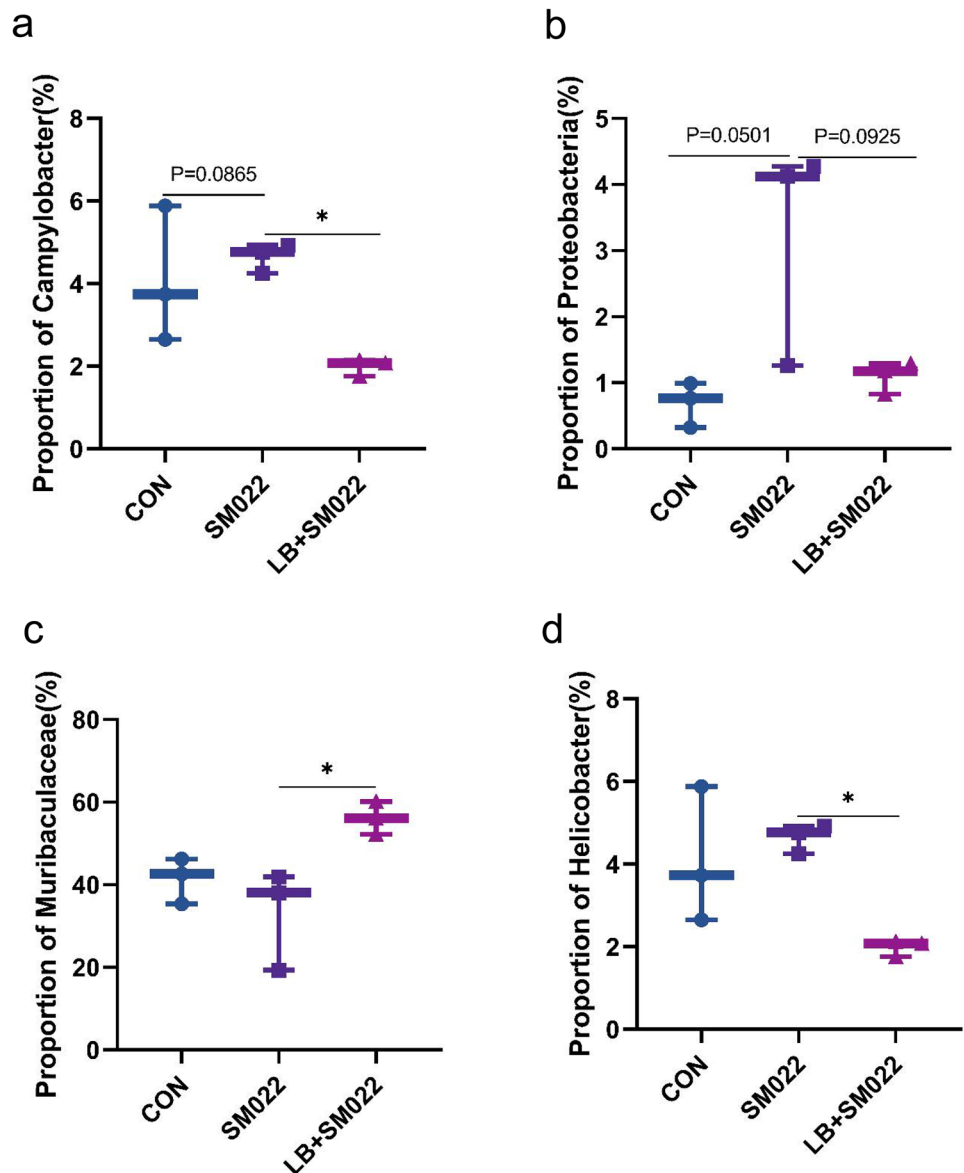 a
Proportion of Campylobacter(%)
8
6
4
2
0
P=0.0865
*
CON
SM022
LB+SM022
b
Proportion of Proteobacteria(%)
5
4
3
2
1
0
P=0.0501
P=0.0925
CON
SM022
LB+SM022
c
Proportion of Muribaculaceae(%)
80
60
40
20
0
*
CON
SM022
LB+SM022
d
Proportion of Helicobacter(%)
8
6
4
2
0
*
CON
SM022
LB+SM022